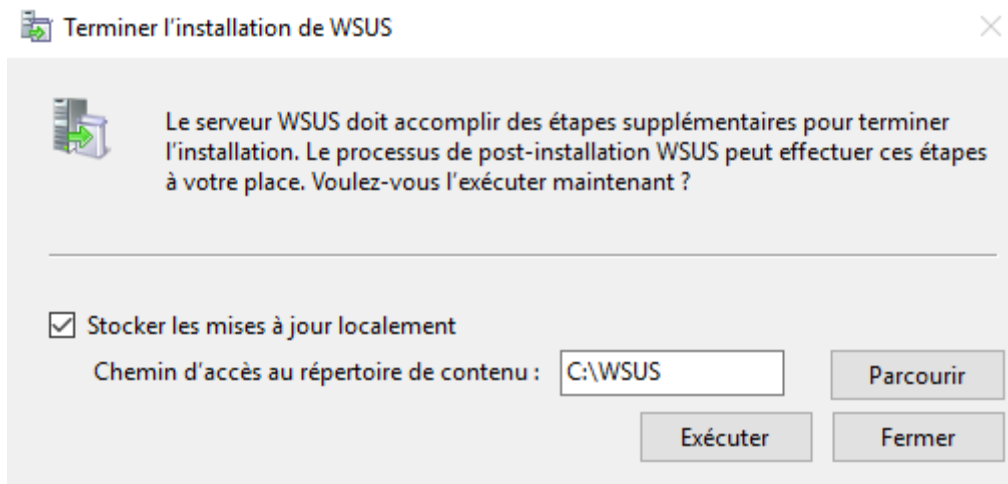 Terminer l'installation de WSUS
Le serveur WSUS doit accomplir des étapes supplémentaires pour terminer
l'installation. Le processus de post-installation WSUS peut effectuer ces étapes
à votre place. Voulez-vous l'exécuter maintenant ?
Stocker les mises à jour localement
Chemin d'accès au répertoire de contenu : C:\WSUS Parcourir
Exécuter Fermer